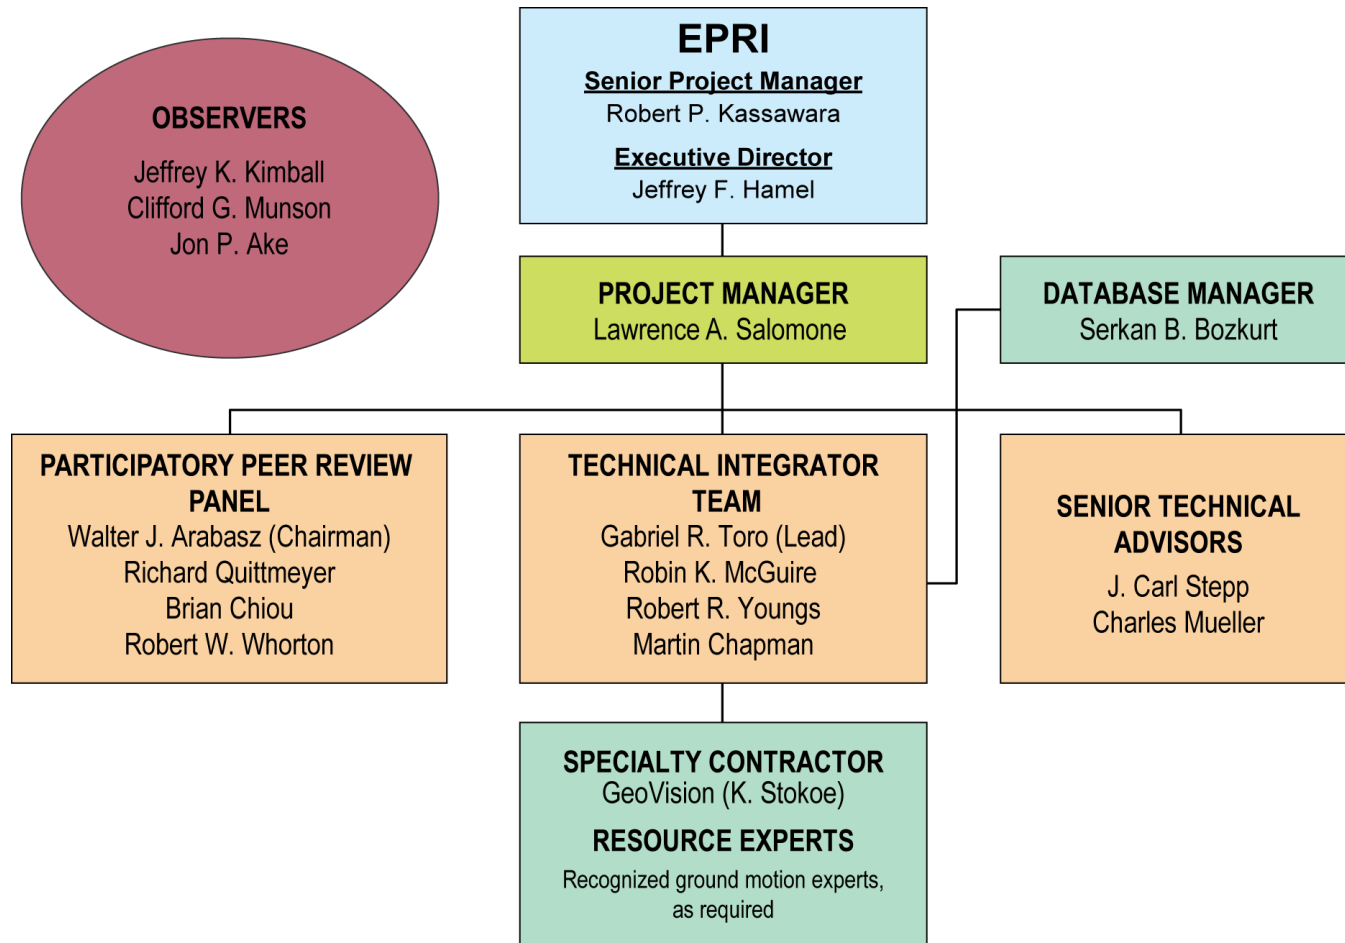 OBSERVERS
Jeffrey K. Kimball
Clifford G. Munson
Jon P. Ake
EPRI
Senior Project Manager
Robert P. Kassawara
Executive Director
Jeffrey F. Hamel
PROJECT MANAGER
Lawrence A. Salomone
DATABASE MANAGER
Serkan B. Bozkurt
PARTICIPATORY PEER REVIEW
PANEL
Walter J. Arabasz (Chairman)
Richard Quittmeyer
Brian Chiou
Robert W. Whorton
TECHNICAL INTEGRATOR
TEAM
Gabriel R. Toro (Lead)
Robin K. McGuire
Robert R. Youngs
Martin Chapman
SENIOR TECHNICAL
ADVISORS
J. Carl Stepp
Charles Mueller
SPECIALTY CONTRACTOR
GeoVision (K. Stokoe)
RESOURCE EXPERTS
Recognized ground motion experts,
as required